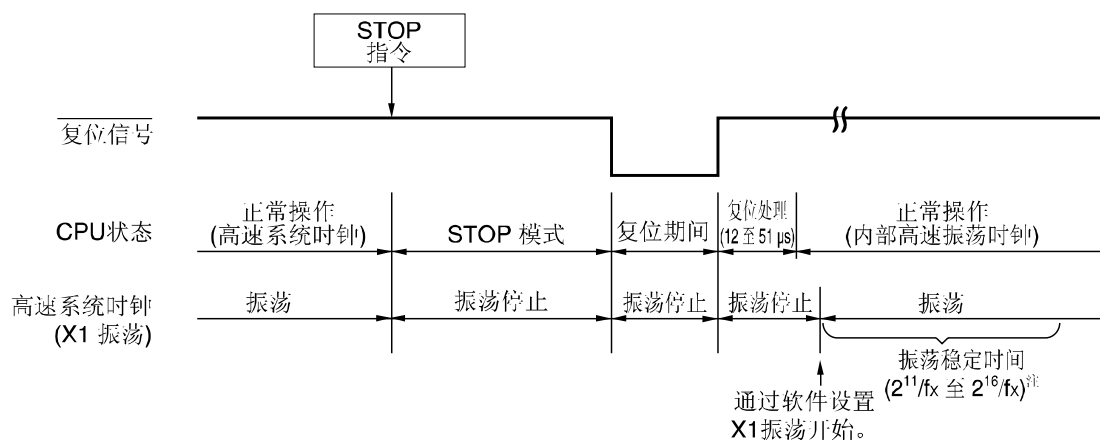 STOP
指令
复位信号
CPU状态
正常操作
(高速系统时钟)
STOP 模式
复位期间
复位处理
(12 至 51 μs)
正常操作
(内部高速振荡时钟)
高速系统时钟
(X1 振荡)
振荡
振荡停止
振荡停止
振荡停止
振荡
振荡稳定时间
(2¹¹/fx 至 2¹⁶/fx)注
通过软件设置
X1振荡开始。